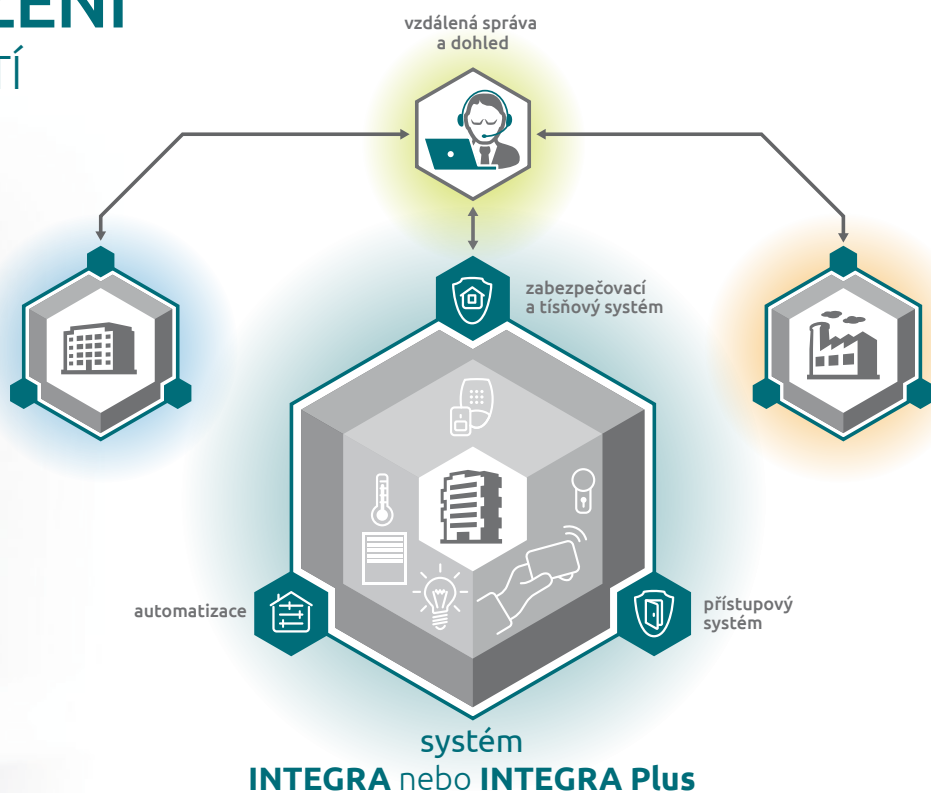 vzdálená správa
a dohled
zabezpečovací
a tísňový systém
automatizace
přístupový
systém
systém
INTEGRA nebo INTEGRA Plus